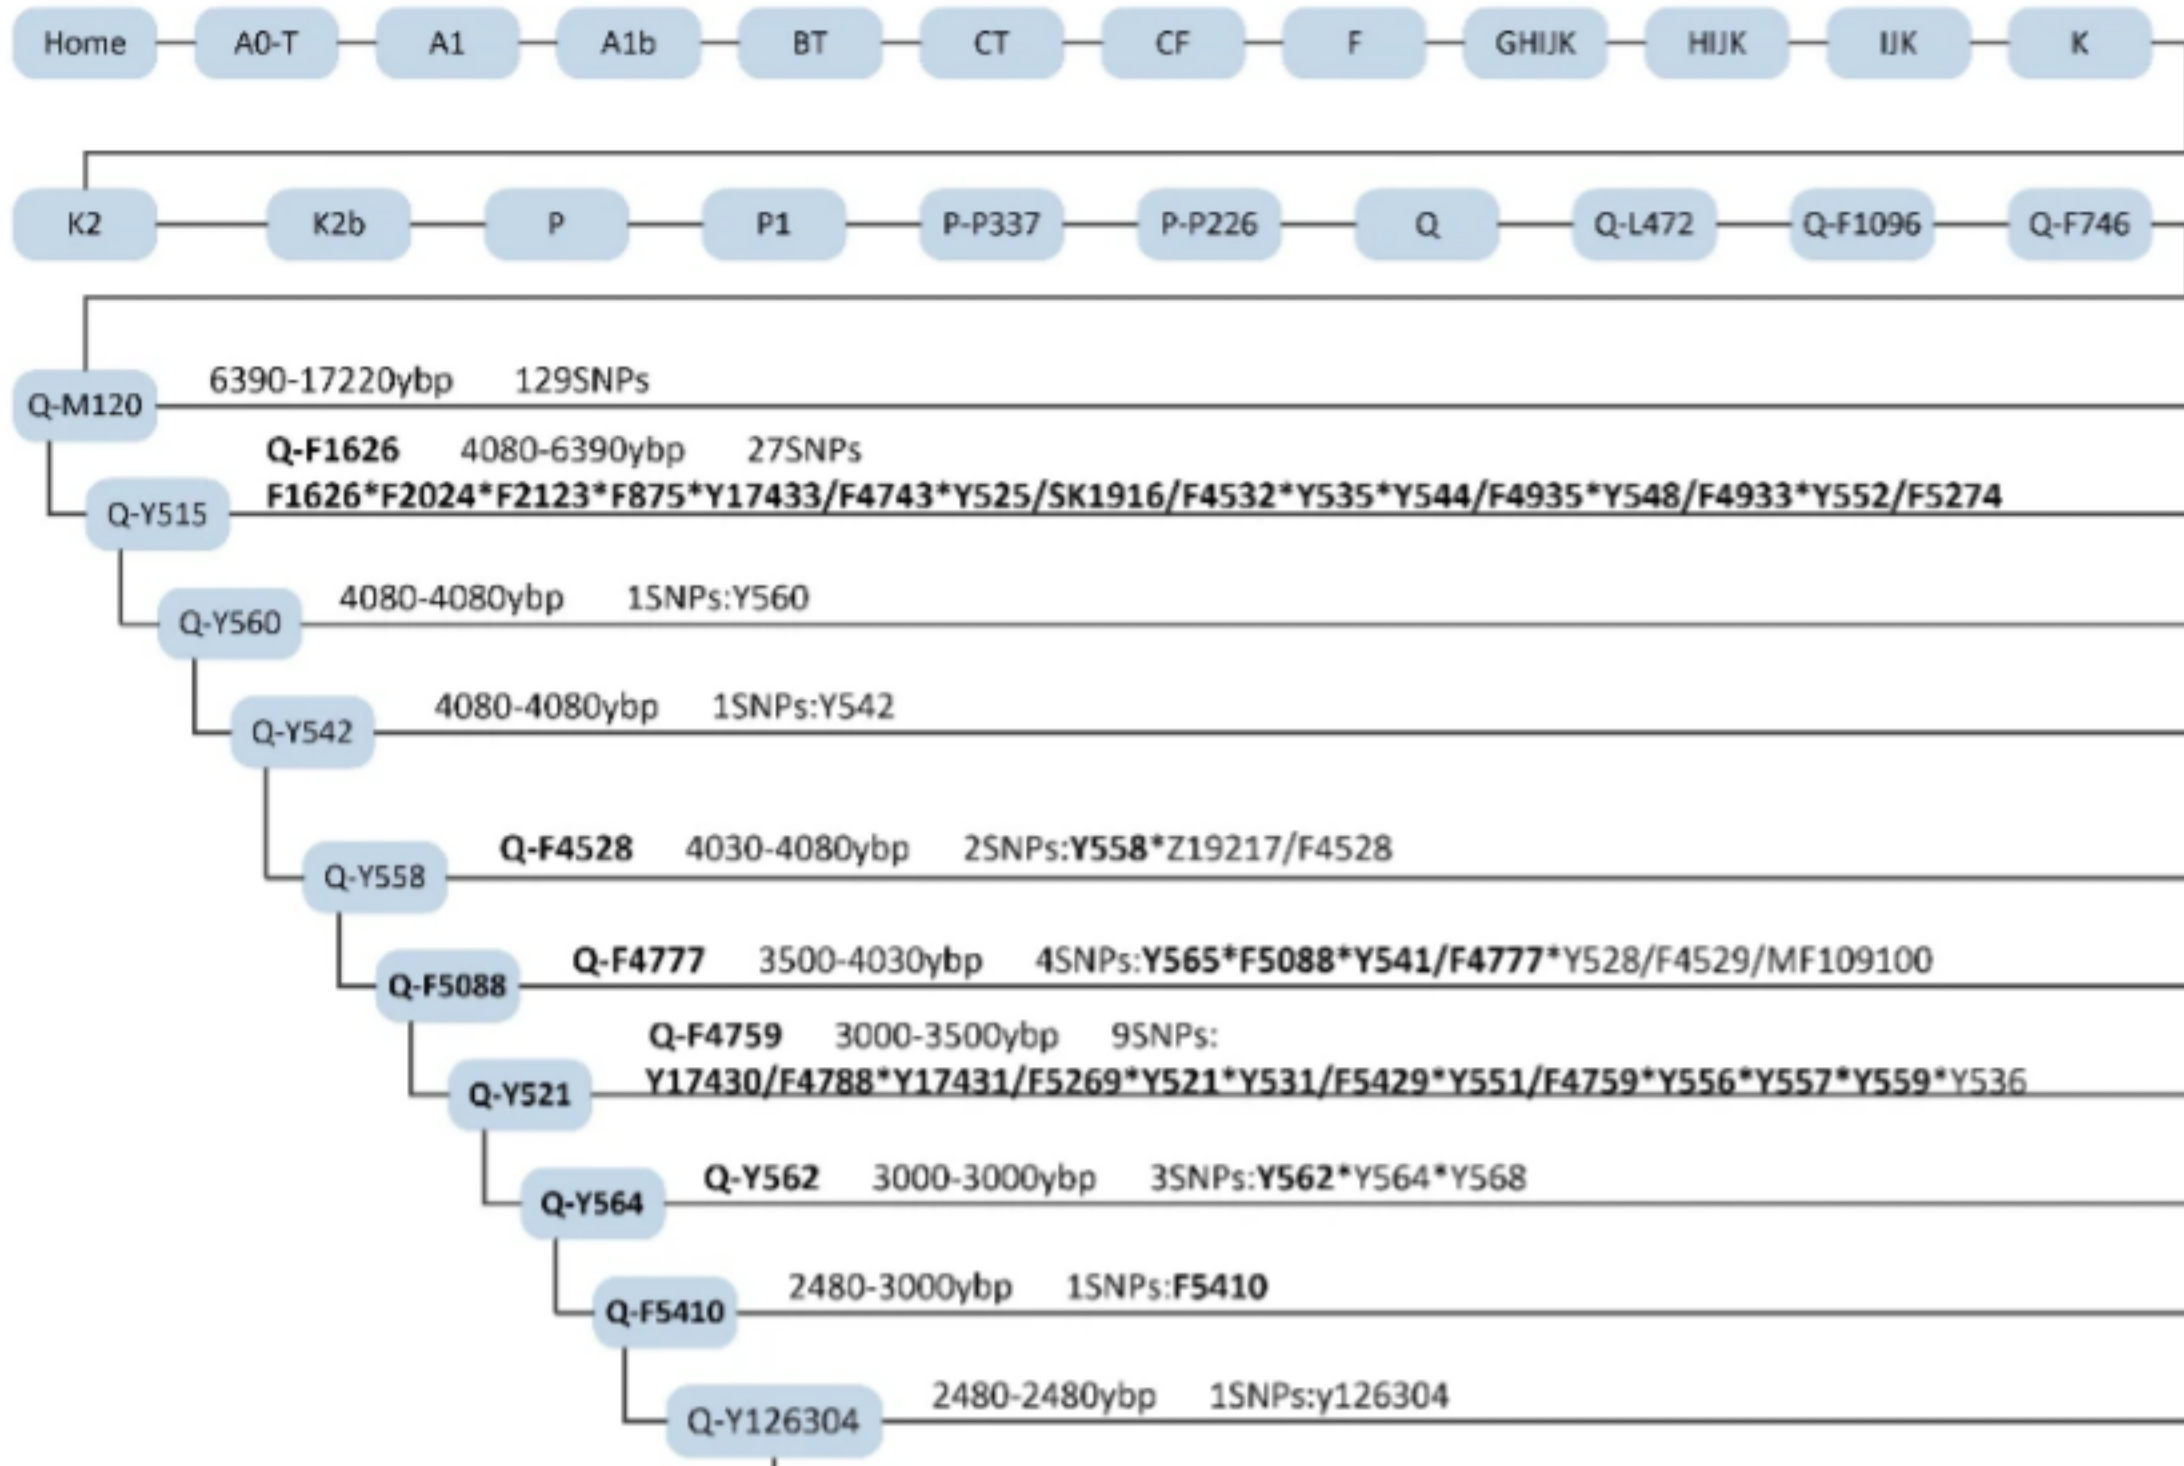 Home A0-T A1 A1b BT CT CF F GHIJK HIJK IJK K
K2 K2b P P1 P-P337 P-P226 Q Q-L472 Q-F1096 Q-F746
6390-17220ybp 129SNPs
Q-M120
Q-F1626 4080-6390ybp 27SNPs
F1626*F2024*F2123*F875*Y17433/F4743*Y525/SK1916/F4532*Y535*Y544/F4935*Y548/F4933*Y552/F5274
Q-Y515
4080-4080ybp 1SNPs:Y560
Q-Y560
4080-4080ybp 1SNPs:Y542
Q-Y542
Q-F4528 4030-4080ybp 2SNPs:Y558*Z19217/F4528
Q-Y558
Q-F4777 3500-4030ybp 4SNPs:Y565*F5088*Y541/F4777*Y528/F4529/MF109100
Q-F5088
Q-F4759 3000-3500ybp 9SNPs:
Y17430/F4788*Y17431/F5269*Y521*Y531/F5429*Y551/F4759*Y556*Y557*Y559*Y536
Q-Y521
Q-Y562 3000-3000ybp 3SNPs:Y562*Y564*Y568
Q-Y564
2480-3000ybp 1SNPs:F5410
Q-F5410
2480-2480ybp 1SNPs:y126304
Q-Y126304